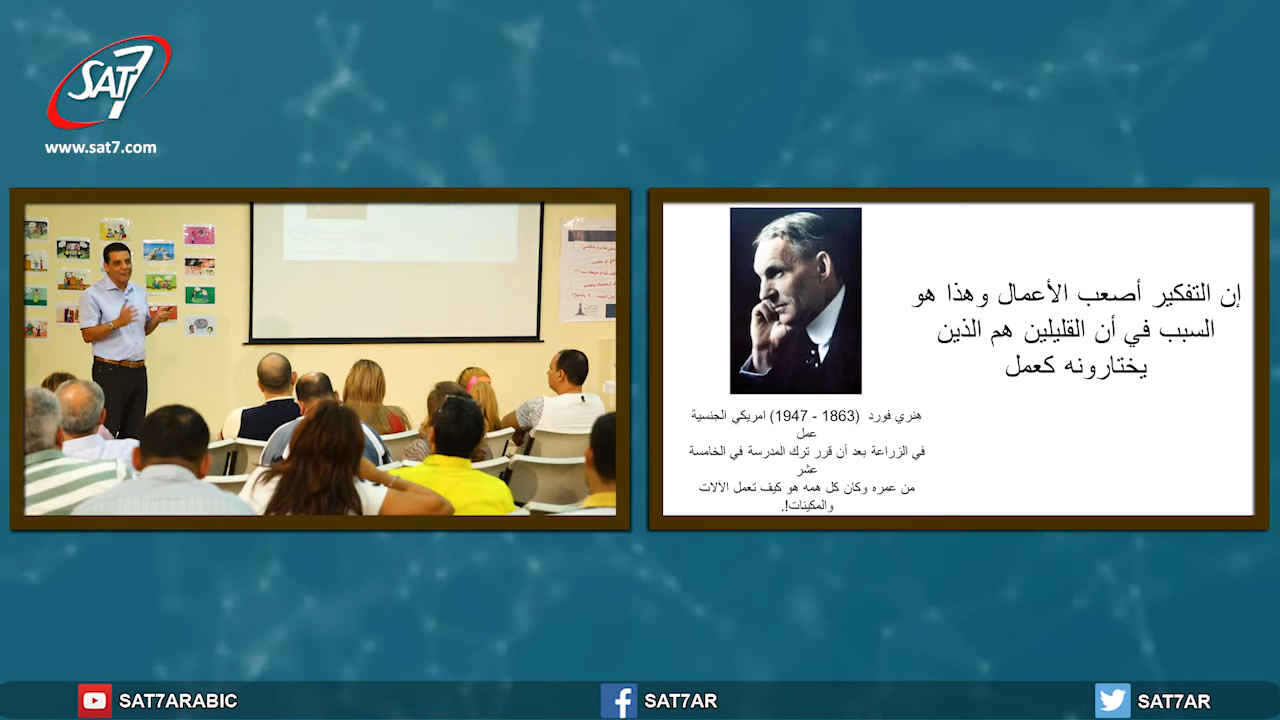 SAT7
www.sat7.com
إن التفكير أصعب الأعمال وهذا هو
السبب في أن القليلين هم الذين
يختارونه كعمل
هنري فورد (1863 - 1947) امريكي الجنسية
عمل
في الزراعة بعد أن قرر ترك المدرسة في الخامسة
عشر
من عمره وكان كل همه هو كيف تعمل الآلات
والمكينات!.
SAT7ARABIC
SAT7AR
SAT7AR